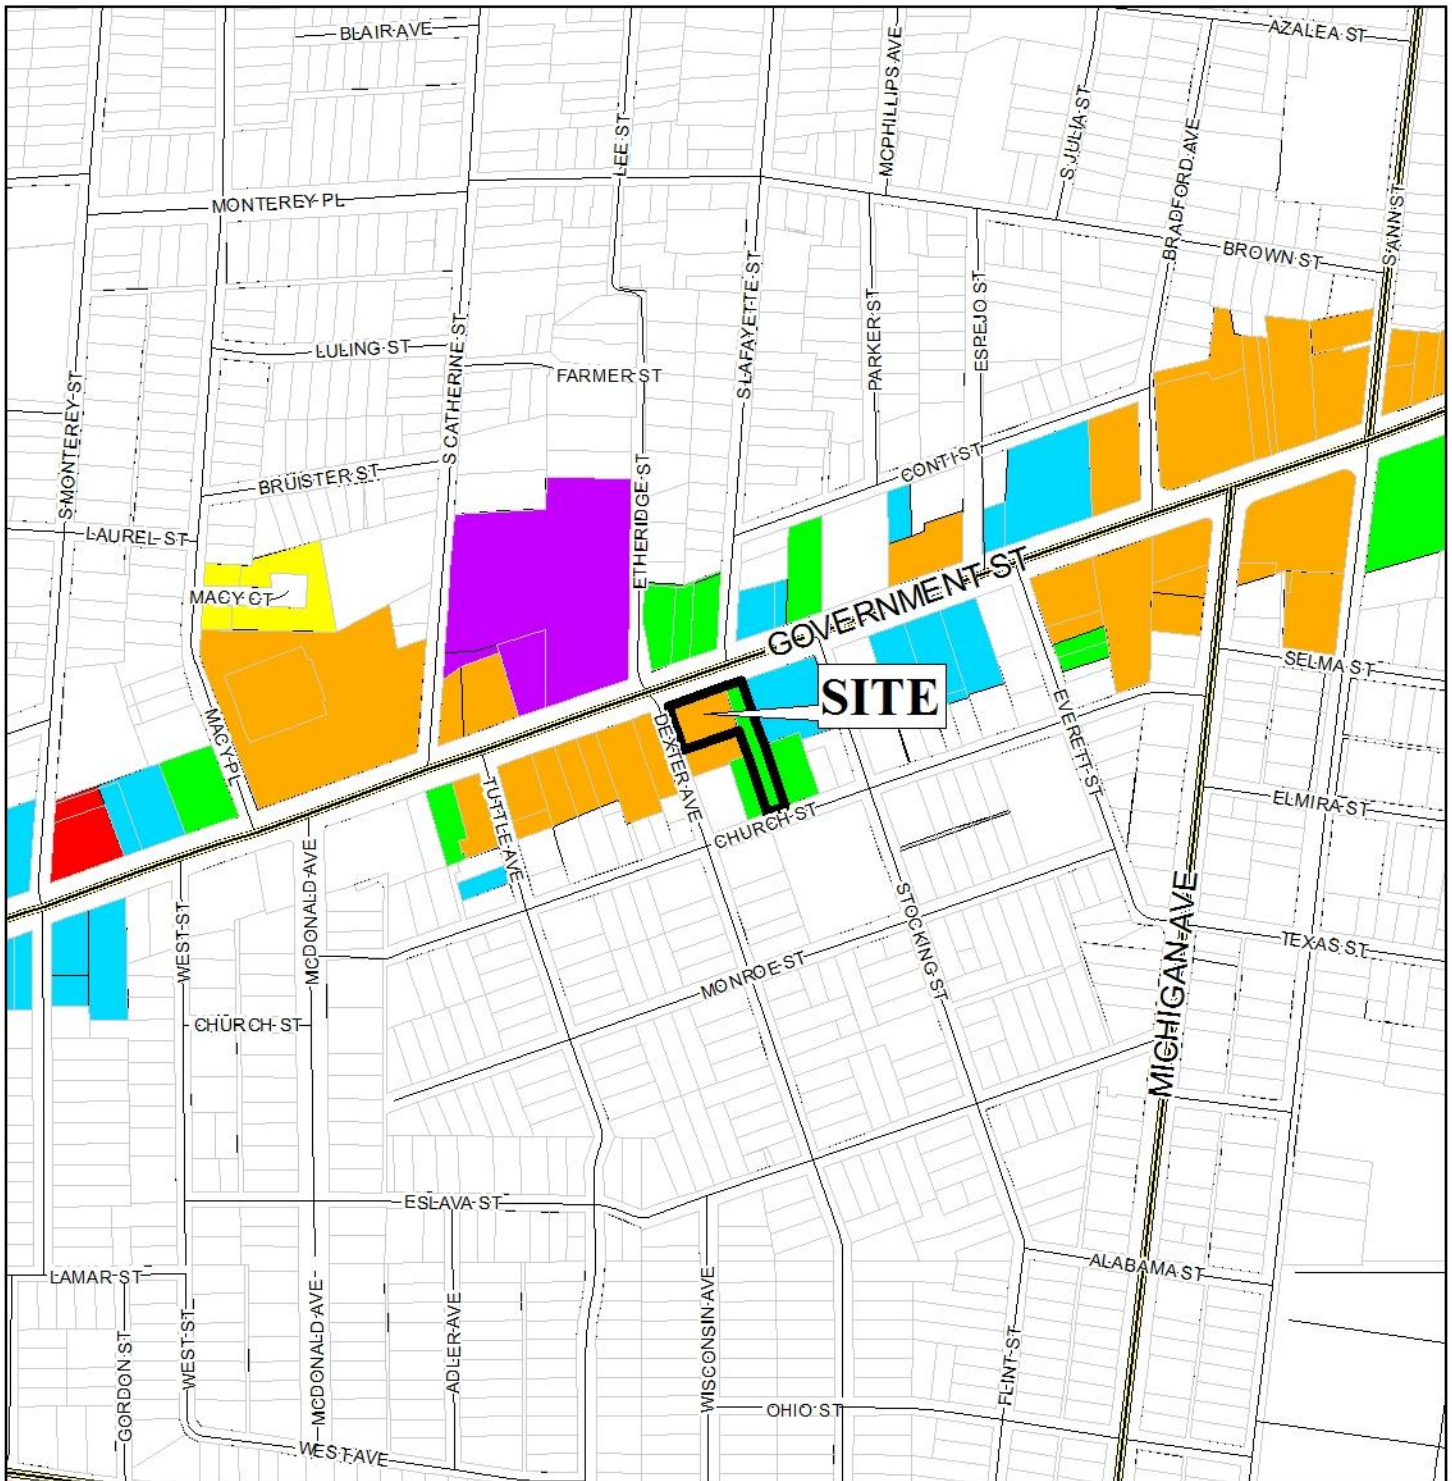 BLAIR AVE
AZALEA ST
MCPHILLIPS AVE
LEE ST
S JULIA ST
BRADFORD AVE
MONTEREY PL
S ANN ST
BROWN ST
S LAFAYETTE ST
PARKER ST
ESPEJO ST
S CATHERINE ST
LULING ST
FARMER ST
S MONTEREY ST
BRUISTER ST
CONTI ST
ETHERIDGE ST
LAUREL ST
MACY CT
GOVERNMENT ST
SELMA ST
SITE
MACY PL
DEXTER AVE
EVERETT ST
TUTTLE AVE
ELMIRA ST
CHURCH ST
MCDONALD AVE
WEST ST
STOCKING ST
MICHIGAN AVE
TEXAS ST
MONROE ST
CHURCH ST
ESLAVA ST
ALABAMA ST
LAMAR ST
GORDON ST
WEST ST
MCDONALD AVE
ADLER AVE
WISCONSIN AVE
FLINT ST
OHIO ST
WEST AVE